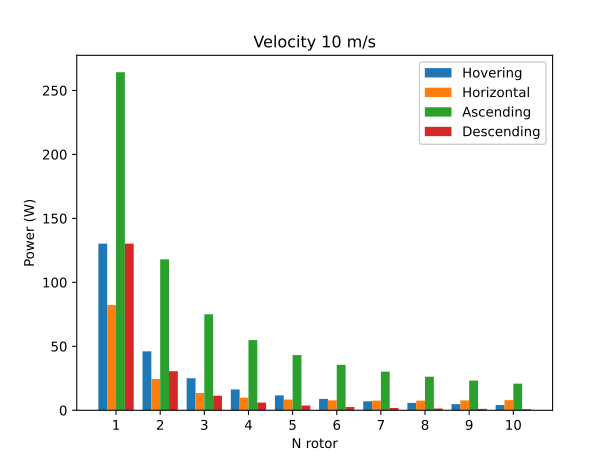 Velocity 10 m/s
Hovering
Horizontal
Ascending
Descending
Power (W)
250
200
150
100
50
0
1 2 3 4 5 6 7 8 9 10
N rotor